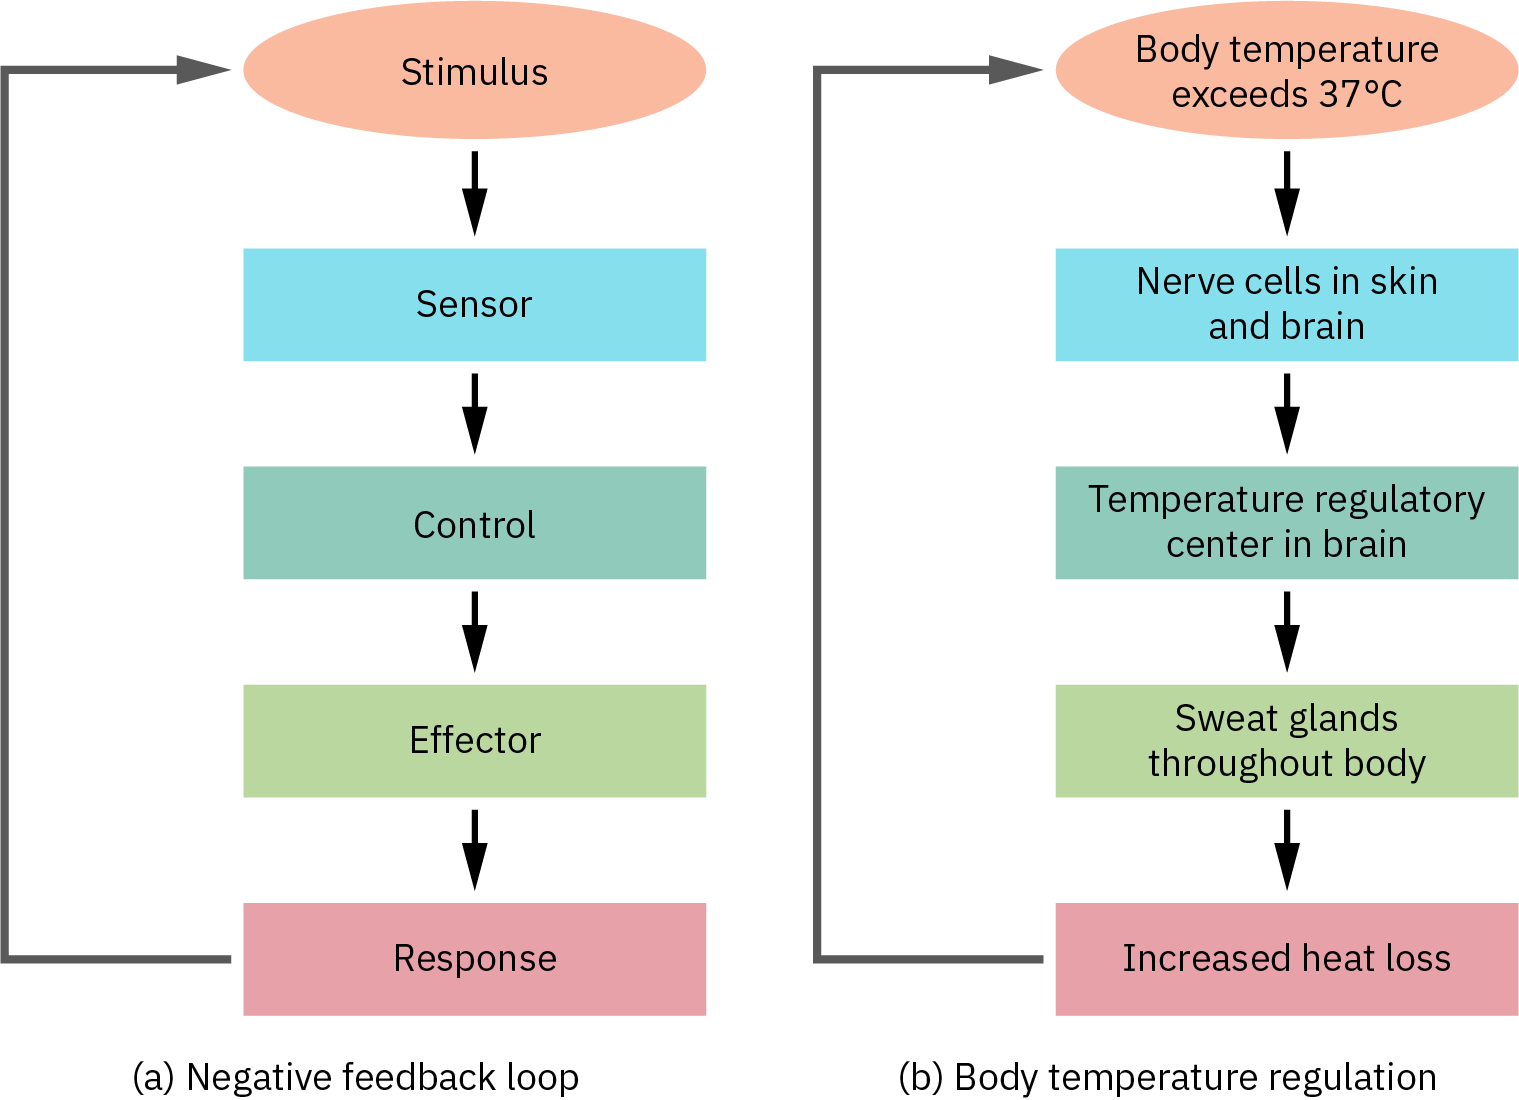 Stimulus
Sensor
Control
Effector
Response
(a) Negative feedback loop
Body temperature
exceeds 37°C
Nerve cells in skin
and brain
Temperature regulatory
center in brain
Sweat glands
throughout body
Increased heat loss
(b) Body temperature regulation